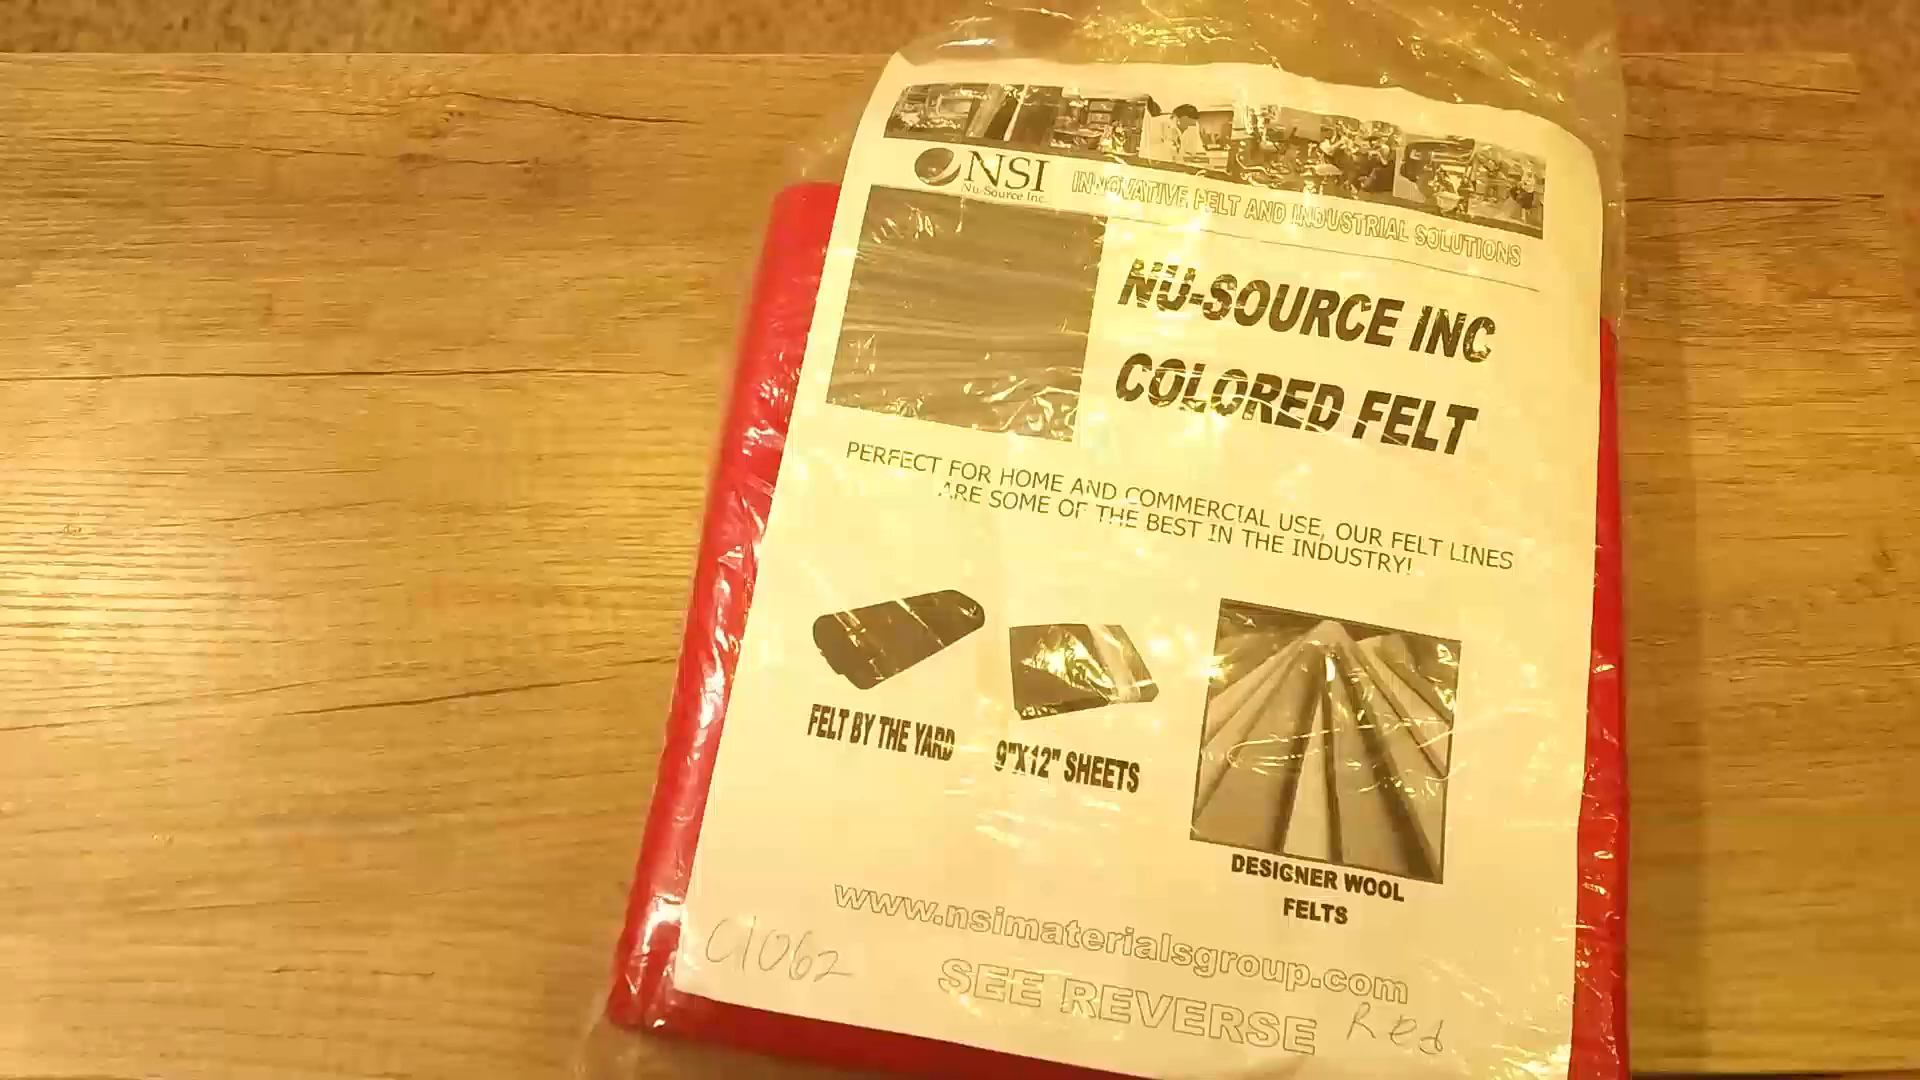 NSI
Nu-Source Inc.
INNOVATIVE FELT AND INDUSTRIAL SOLUTIONS
NU-SOURCE INC
COLORED FELT
PERFECT FOR HOME AND COMMERCIAL USE, OUR FELT LINES
ARE SOME OF THE BEST IN THE INDUSTRY!
FELT BY THE YARD
9"X12" SHEETS
DESIGNER WOOL
FELTS
www.nsimaterialsgroup.com
C1062
SEE REVERSE
Red